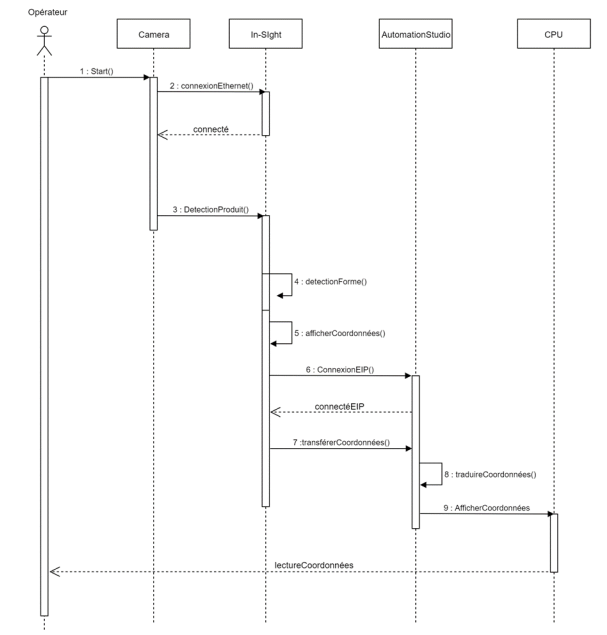 Opérateur
Camera
In-SIght
AutomationStudio
CPU
1 : Start()
2 : connexionEthernet()
connecté
3 : DetectionProduit()
4 : detectionForme()
5 : afficherCoordonnées()
6 : ConnexionEIP()
connectéEIP
7 :transférerCoordonnées()
8 : traduireCoordonnées()
9 : AfficherCoordonnées
lectureCoordonnées